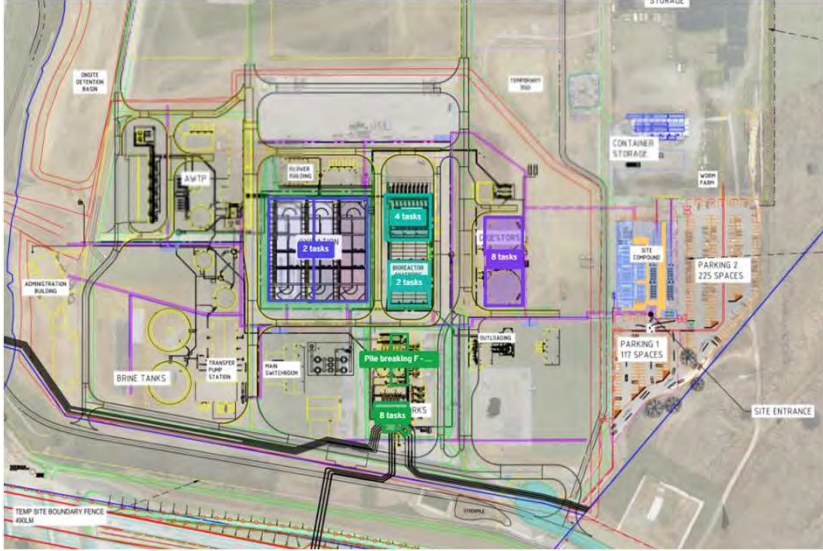 STORAGE
ONSITE
DETENTION
BASIN
TEMPORARY
CONTAINER
STORAGE
AWTP
BLOWER
BUILDING
WORM
FARM
4 tasks
2 tasks
8 tasks
BIOREACTOR
2 tasks
SITE
COMPOUND
PARKING 2
225 SPACES
ADMINISTRATION
BUILDING
PARKING 1
117 SPACES
OUTLOADING
Pile breaking F - ...
TRANSFER
PUMP
STATION
MAIN
SWITCHROOM
BRINE TANKS
8 tasks
SITE ENTRANCE
TEMP SITE BOUNDARY FENCE
490LM